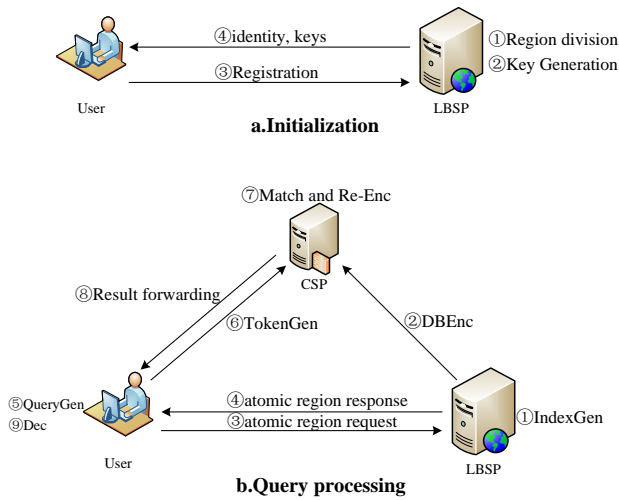 ④identity, keys
①Region division
②Key Generation
③Registration
User
LBSP
a.Initialization
⑦Match and Re-Enc
CSP
⑧Result forwarding
⑥TokenGen
②DBEnc
⑤QueryGen
④atomic region response
①IndexGen
③atomic region request
⑨Dec
User
LBSP
b.Query processing